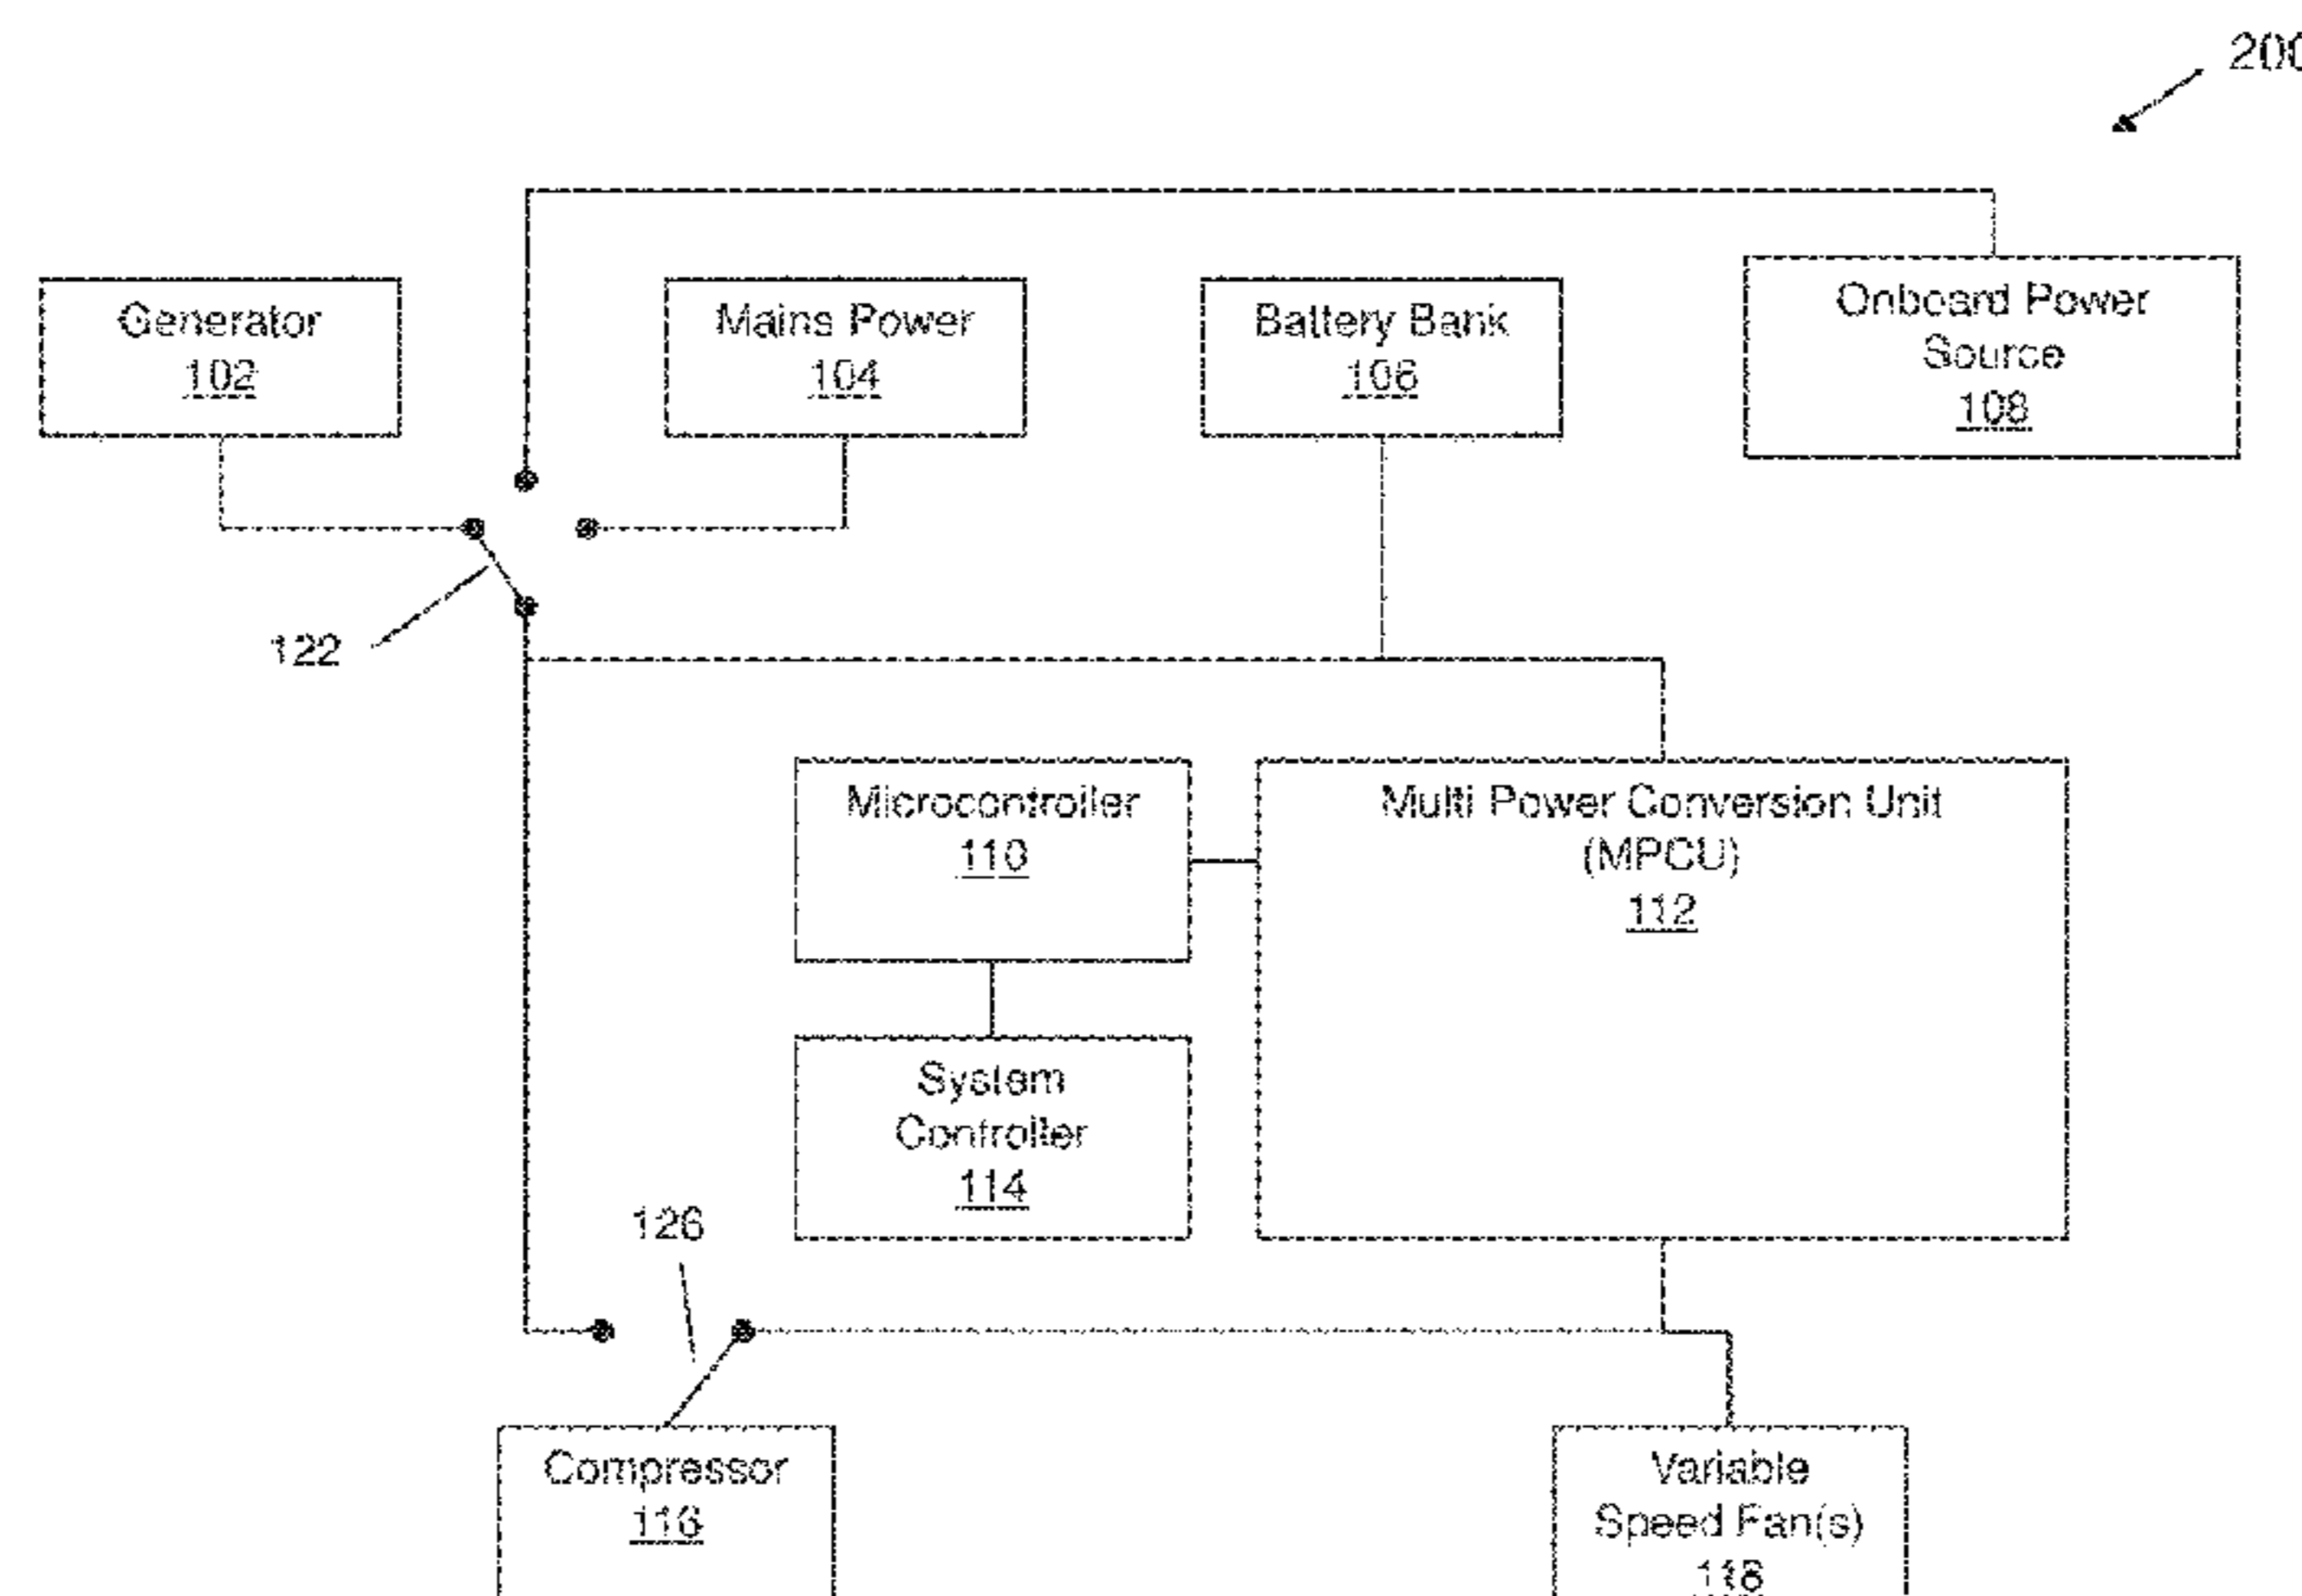 200
Generator
102
Mains Power
104
Battery Bank
106
Onboard Power
Source
108
122
Microcontroller
110
Multi Power Conversion Unit
(MPCU)
112
System
Controller
114
126
Compressor
116
Variable
Speed Fan(s)
118